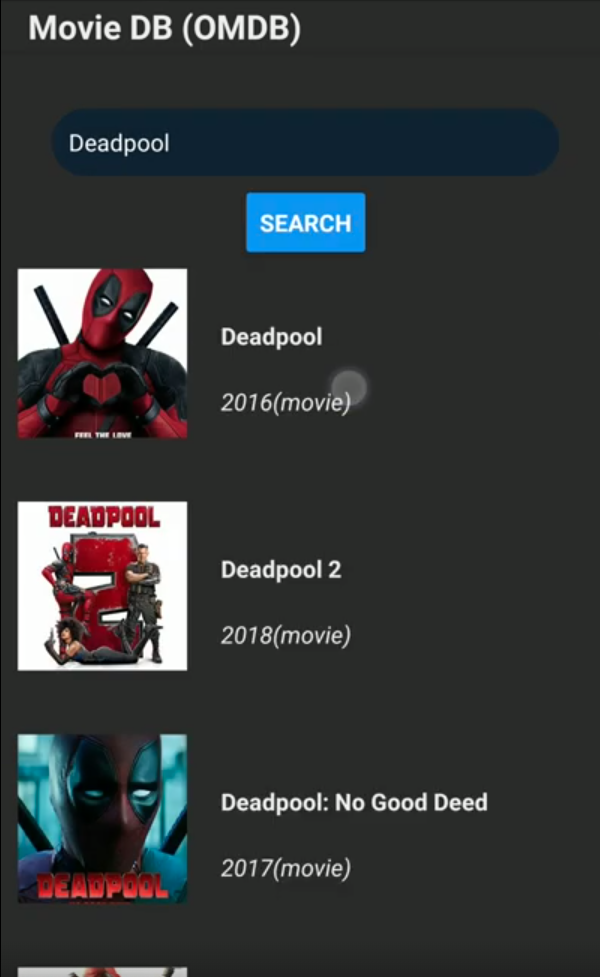 Movie DB (OMDB)
Deadpool
SEARCH
FEEL THE LOVE
Deadpool
2016(movie)
DEADPOOL
2
Deadpool 2
2018(movie)
DEADPOOL
Deadpool: No Good Deed
2017(movie)